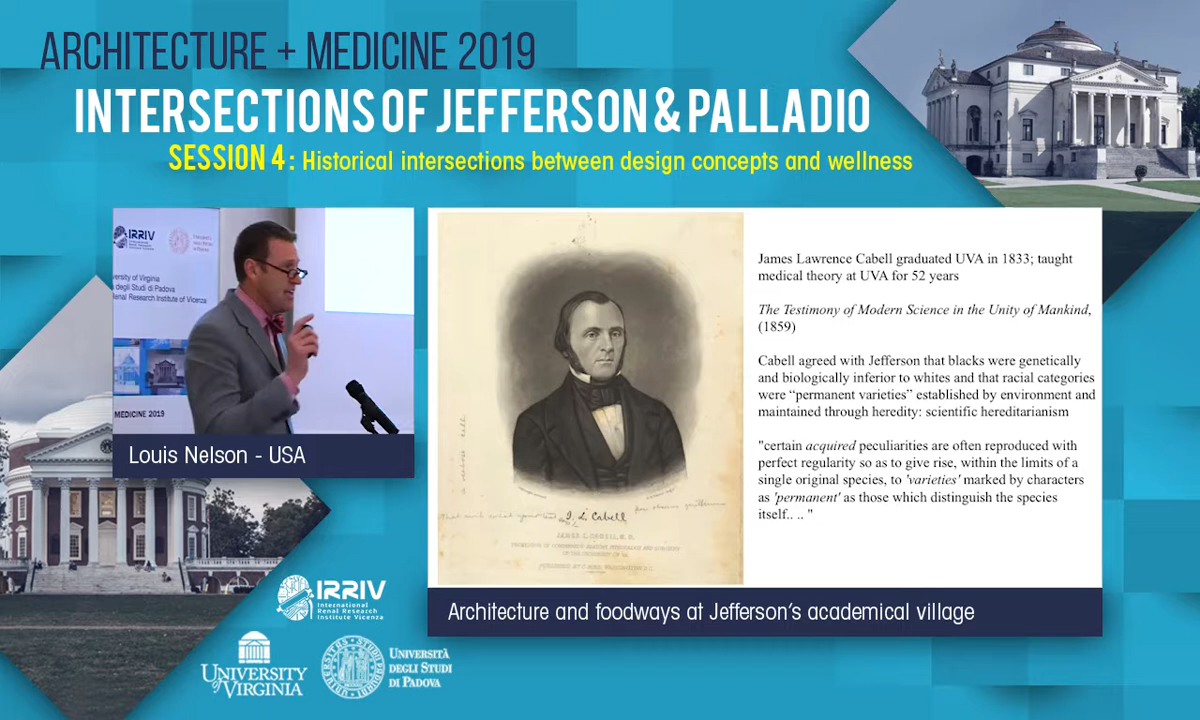 ARCHITECTURE + MEDICINE 2019
INTERSECTIONS OF JEFFERSON & PALLADIO
SESSION 4: Historical intersections between design concepts and wellness
IRRIV
versity of Virginia
degli Studi di Padova
Renal Research Institute of Vicenza
MEDICINE 2019
Louis Nelson - USA
James Lawrence Cabell graduated UVA in 1833; taught
medical theory at UVA for 52 years
The Testimony of Modern Science in the Unity of Mankind,
(1859)
Cabell agreed with Jefferson that blacks were genetically
and biologically inferior to whites and that racial categories
were “permanent varieties” established by environment and
maintained through heredity: scientific hereditarianism
"certain acquired peculiarities are often reproduced with
perfect regularity so as to give rise, within the limits of a
single original species, to 'varieties' marked by characters
as 'permanent' as those which distinguish the species
itself.. .. "
J. L. Cabell
Architecture and foodways at Jefferson's academical village
IRRIV
International
Renal Research
Institute Vicenza
UNIVERSITY
of VIRGINIA
UNIVERSITÀ
DEGLI STUDI
DI PADOVA